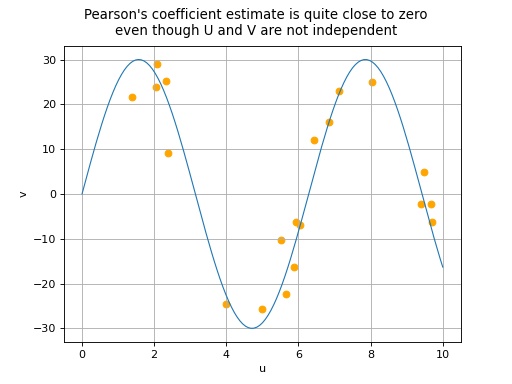 Pearson's coefficient estimate is quite close to zero
even though U and V are not independent
30
20
10
0
−10
−20
−30
v
0 2 4 6 8 10
u